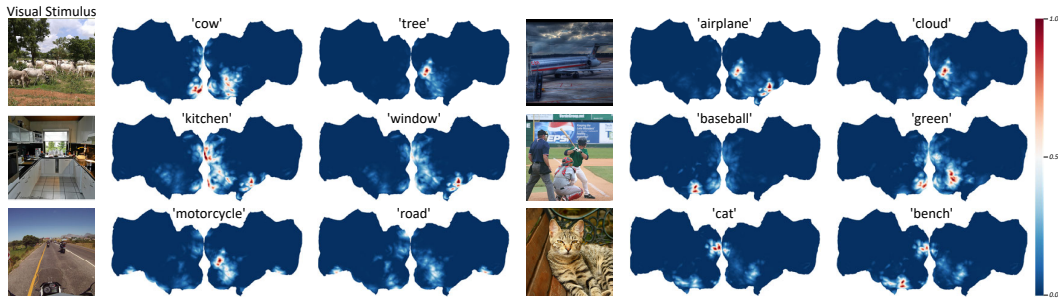 Visual Stimulus
'cow'
'tree'
'airplane'
'cloud'
'kitchen'
'window'
PEPSI
'baseball'
'green'
'motorcycle'
'road'
'cat'
'bench'
1.0
0.5
0.0